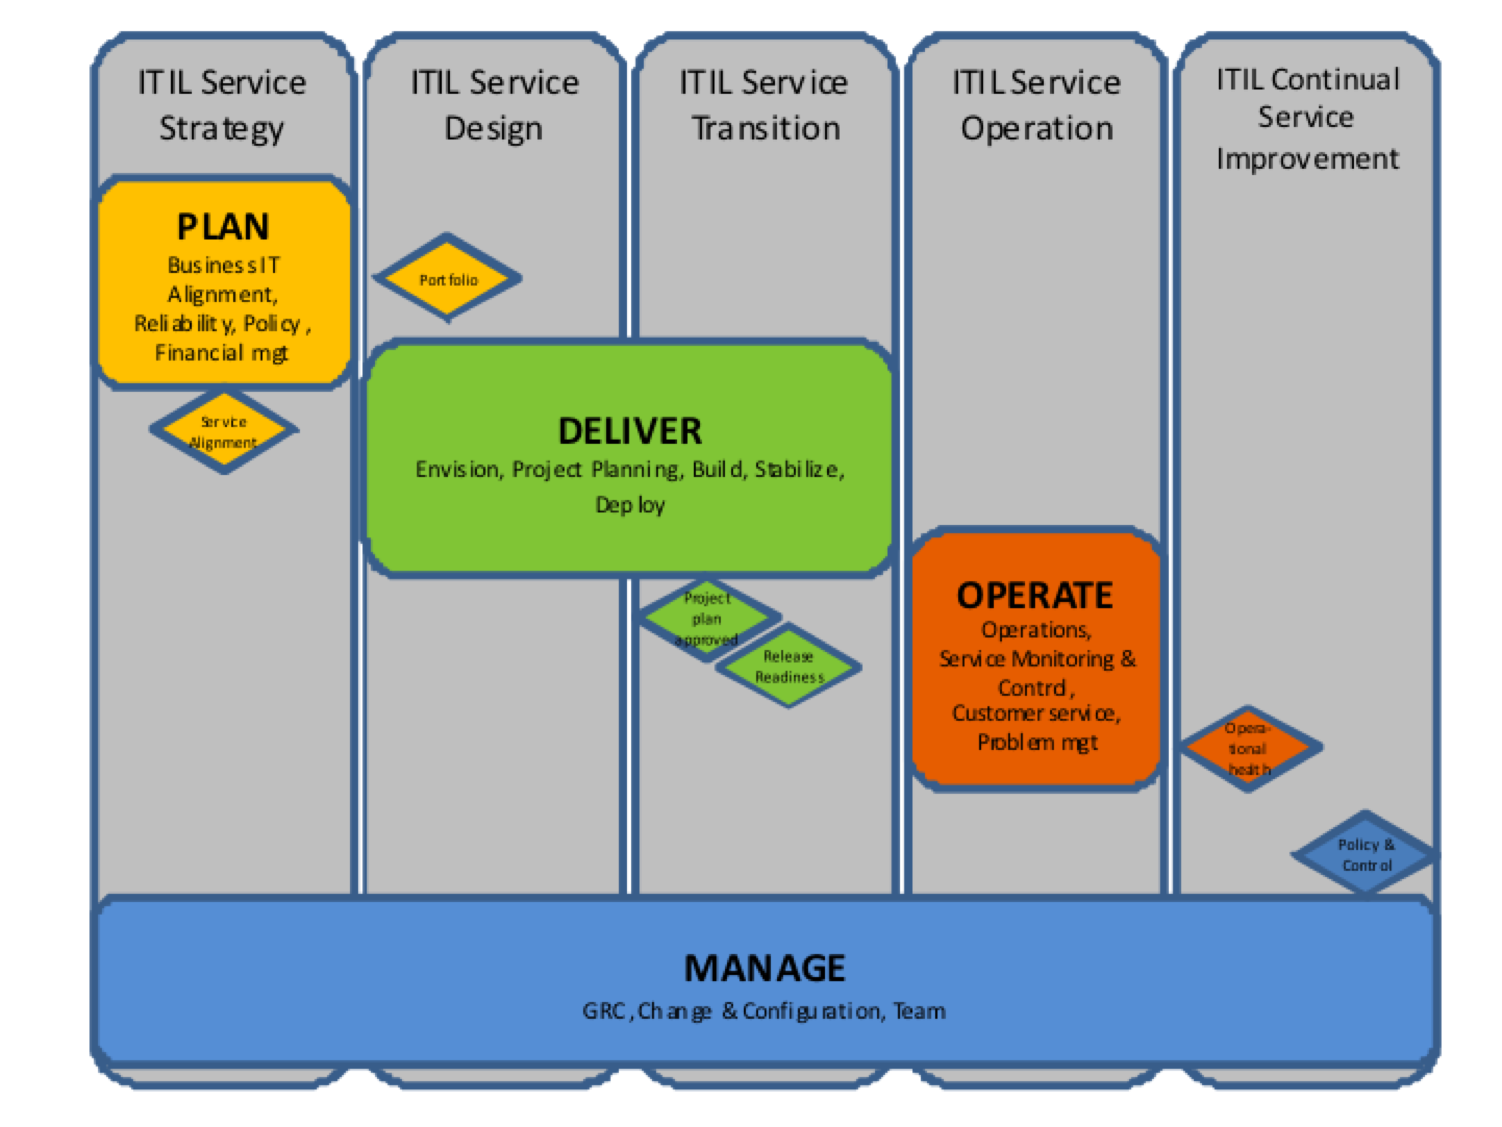 ITIL Service
Strategy
ITIL Service
Design
ITIL Service
Transition
ITIL Service
Operation
ITIL Continual
Service
Improvement
PLAN
Business IT
Alignment,
Reliability, Policy,
Financial mgt
Portfolio
Service
Alignment
DELIVER
Envision, Project Planning, Build, Stabilize,
Deploy
Project
plan
approved
Release
Readiness
OPERATE
Operations,
Service Monitoring &
Control,
Customer service,
Problem mgt
Opera-
tional
health
Policy &
Control
MANAGE
GRC, Change & Configuration, Team